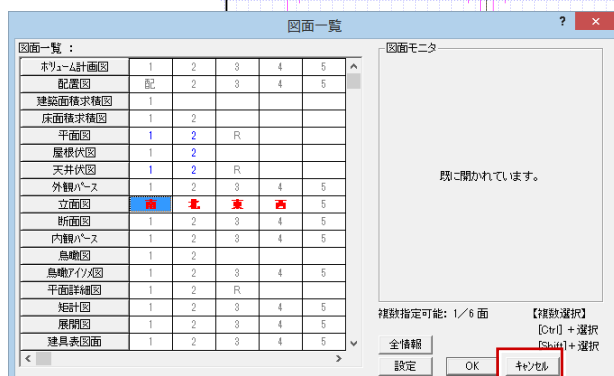 図面一覧 ? ×
図面一覧 :
ホリューム計画図 1 2 3 4 5
配置図 配 2 3 4 5
建築面積求積図 1
床面積求積図 1 2
平面図 1 2 R
屋根伏図 1 2
天井伏図 1 2 R
外観パース 1 2 3 4 5
立面図 南 北 東 西 5
断面図 1 2 3 4 5
内観パース 1 2 3 4 5
鳥瞰図 1 2
鳥瞰アイソメ図 1 2 3 4 5
平面詳細図 1 2 R
矩計図 1 2 3 4 5
展開図 1 2 3 4 5
建具表図面 1 2 3 4 5
図面モニタ
既に開かれています。
複数指定可能: 1/6 面
【複数選択】
[Ctrl] +選択
[Shift]+選択
全情報
設定
OK
キャンセル